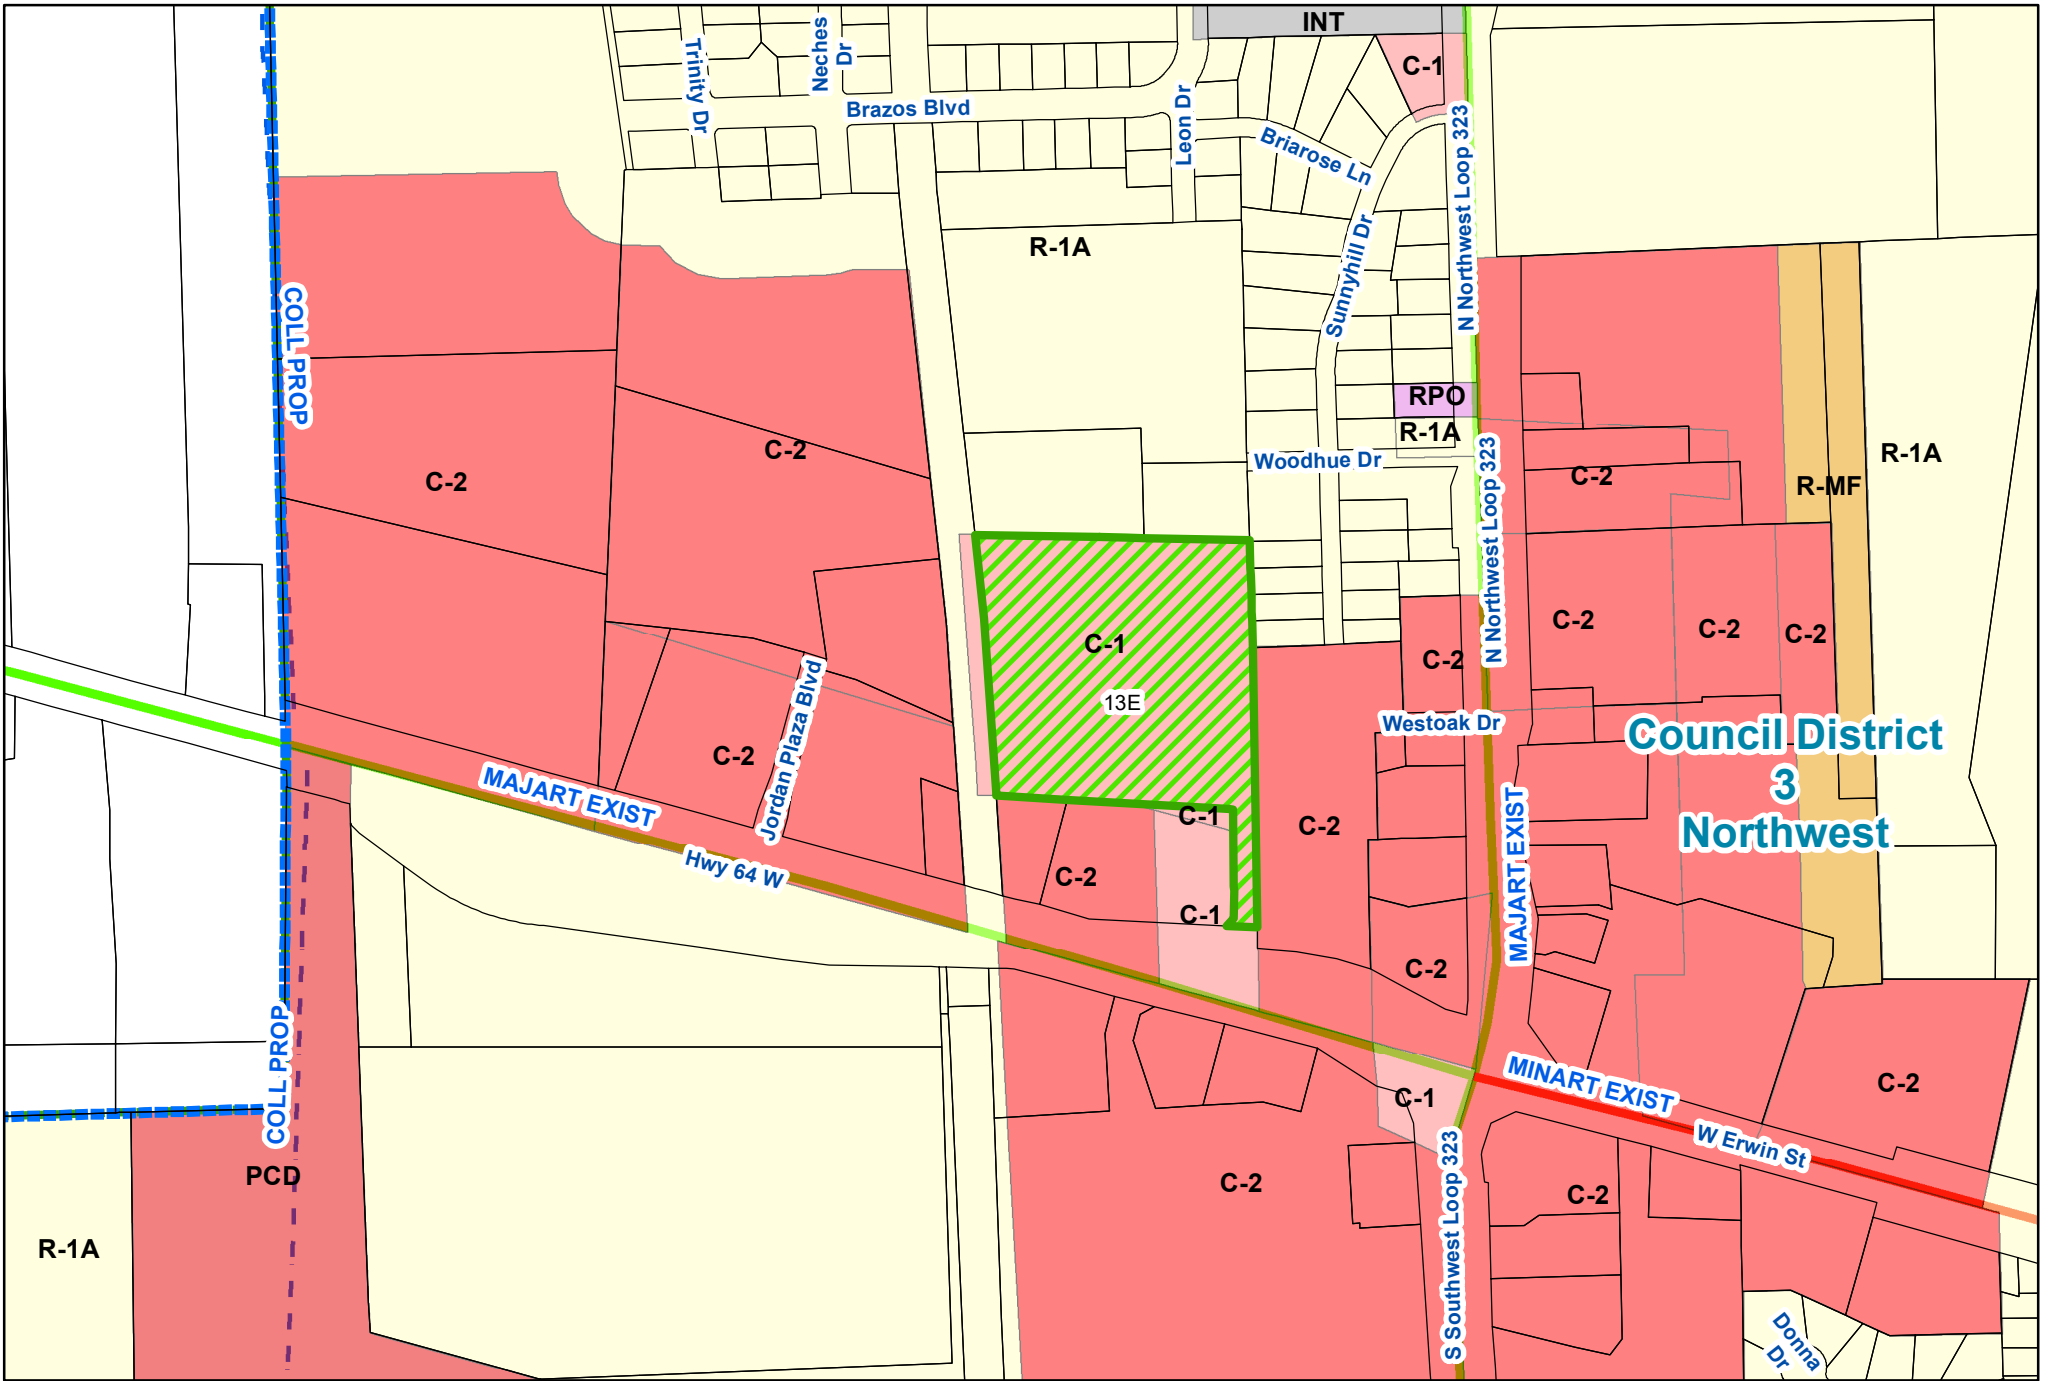 INT
C-1
Trinity Dr
Neches
Dr
Brazos Blvd
Leon Dr
Briarose Ln
N Northwest Loop 323
R-1A
Sunnyhill Dr
COLL PROP
RPO
R-1A
C-2
C-2
Woodhue Dr
N Northwest Loop 323
C-2
R-MF
R-1A
C-1
13E
C-2
C-2
C-2
C-2
Westoak Dr
Council District
3
Northwest
C-2
Jordan Plaza Blvd
MAJART EXIST
Hwy 64 W
C-1
C-2
MAJART EXIST
C-2
C-1
C-2
COLL PROP
C-1
MINART EXIST
C-2
W Erwin St
PCD
C-2
C-2
S Southwest Loop 323
R-1A
Donna
Dr